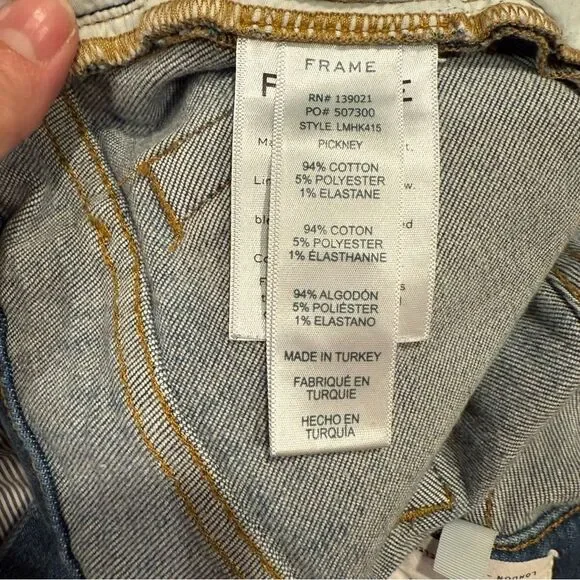 FRAME
RN# 139021
PO# 507300
STYLE: LMHK415
PICKNEY
94% COTTON
5% POLYESTER
1% ELASTANE
94% COTON
5% POLYESTER
1% ÉLASTHANNE
94% ALGODÓN
5% POLIÉSTER
1% ELASTANO
MADE IN TURKEY
FABRIQUÉ EN
TURQUIE
HECHO EN
TURQUÍA
LONDON